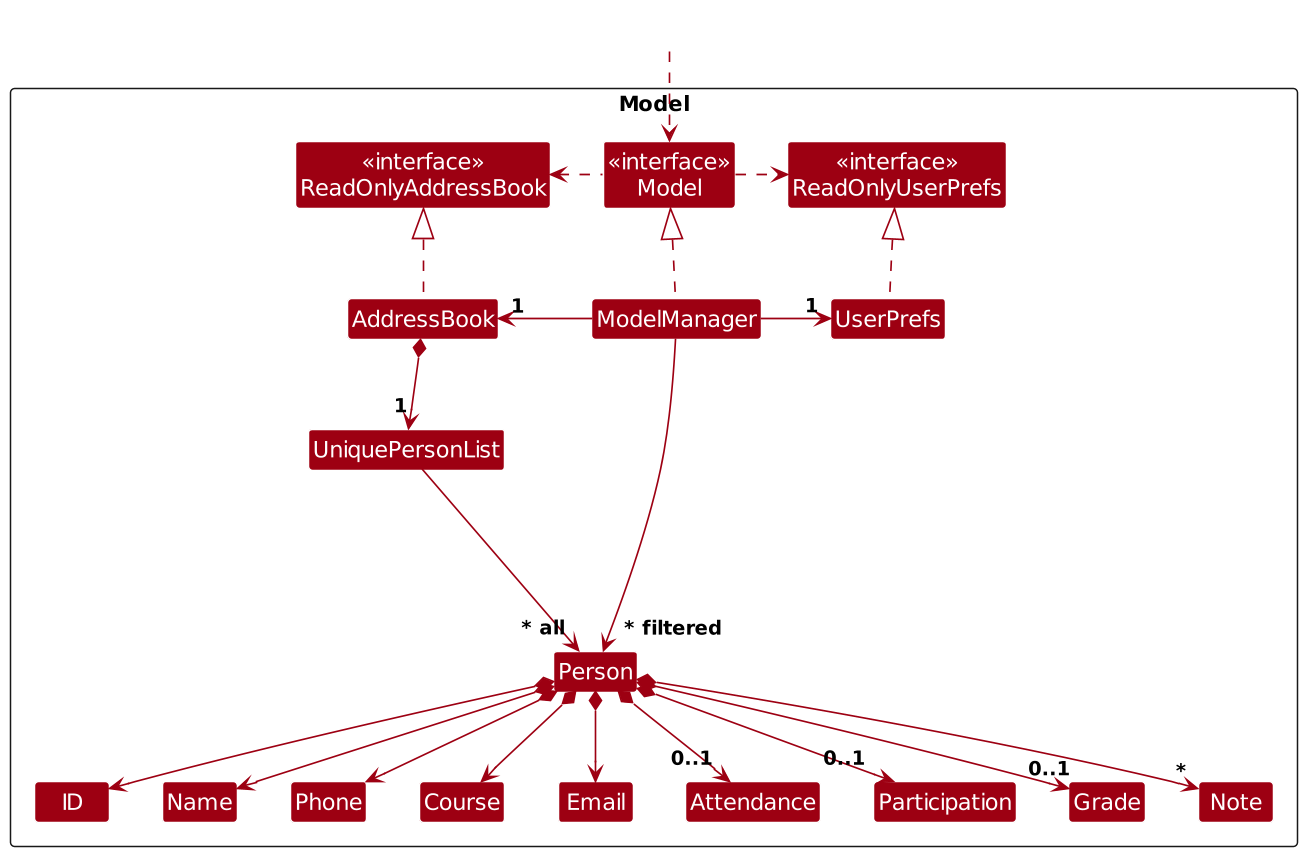 Model
«interface»
ReadOnlyAddressBook
«interface»
Model
«interface»
ReadOnlyUserPrefs
AddressBook
1
ModelManager
1
UserPrefs
1
UniquePersonList
* all
* filtered
Person
0..1
0..1
0..1
*
ID
Name
Phone
Course
Email
Attendance
Participation
Grade
Note